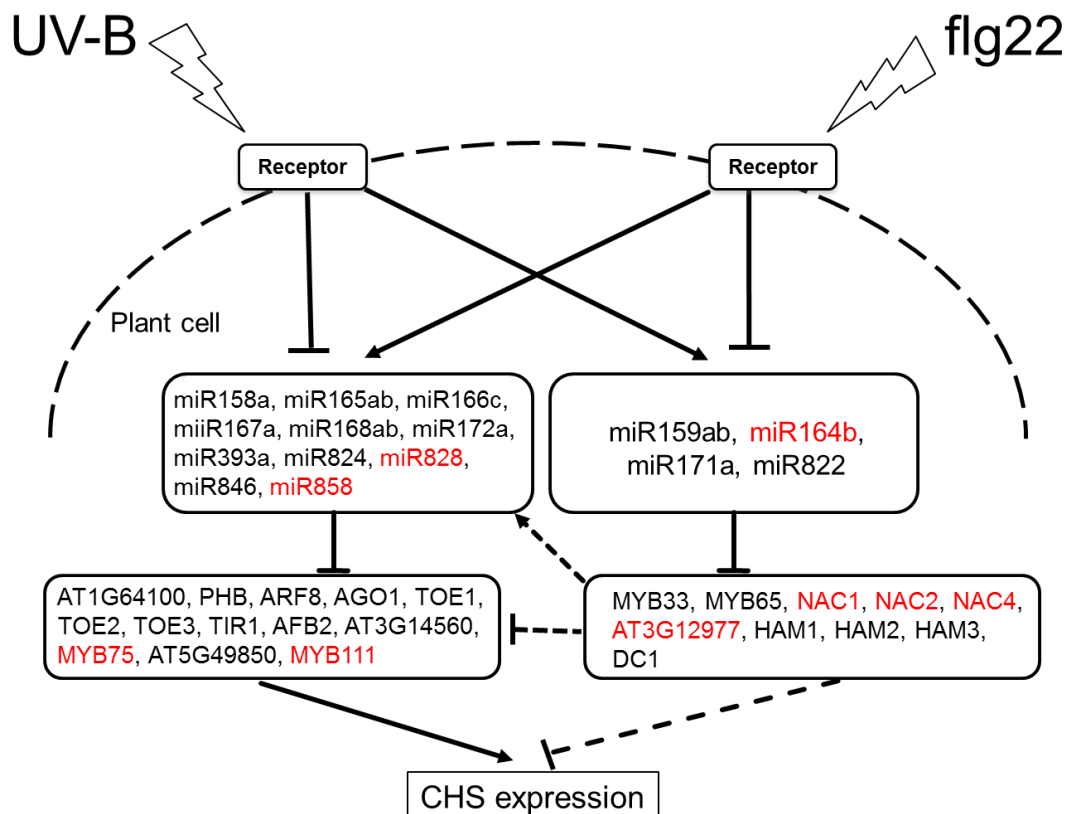 UV-B
flg22
Receptor
Receptor
Plant cell
miR158a, miR165ab, miR166c,
miiR167a, miR168ab, miR172a,
miR393a, miR824, miR828,
miR846, miR858
miR159ab, miR164b,
miR171a, miR822
AT1G64100, PHB, ARF8, AGO1, TOE1,
TOE2, TOE3, TIR1, AFB2, AT3G14560,
MYB75, AT5G49850, MYB111
MYB33, MYB65, NAC1, NAC2, NAC4,
AT3G12977, HAM1, HAM2, HAM3,
DC1
CHS expression